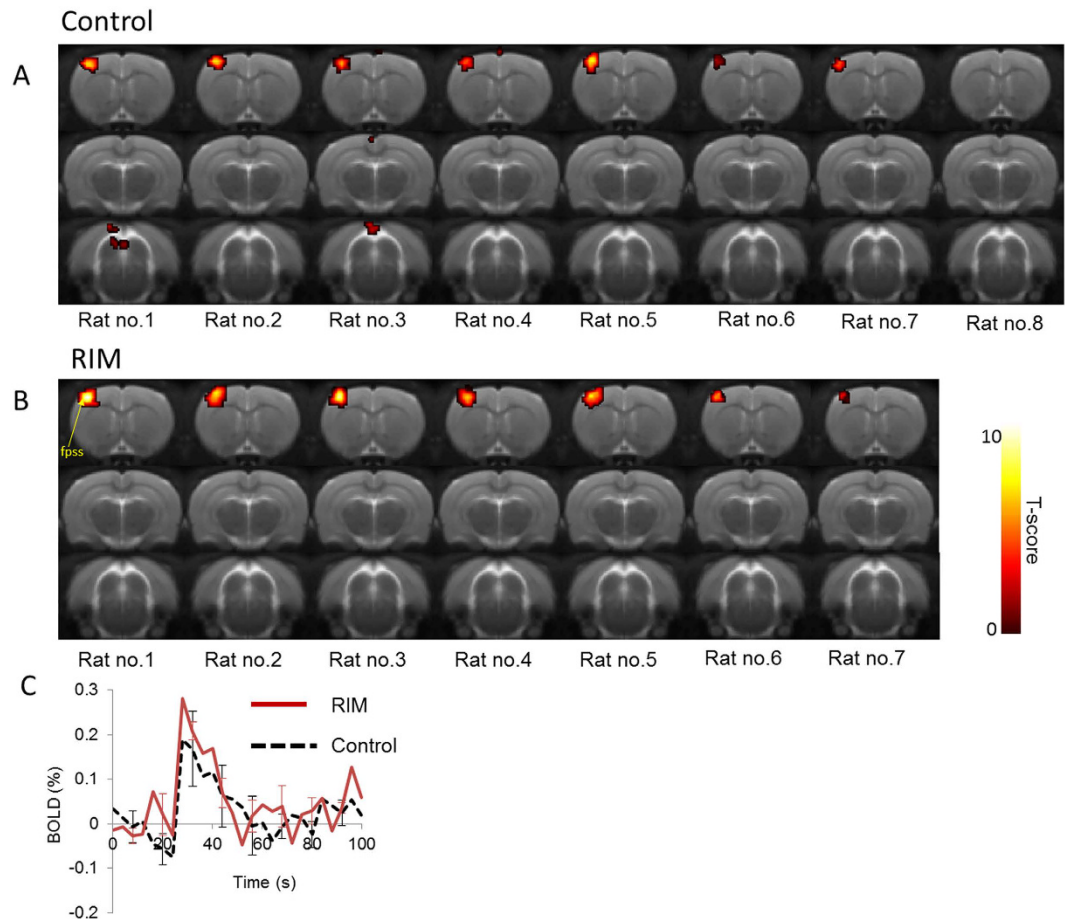 Control
A
Rat no.1 Rat no.2 Rat no.3 Rat no.4 Rat no.5 Rat no.6 Rat no.7 Rat no.8
RIM
B
fpss
10
T-score
0
Rat no.1 Rat no.2 Rat no.3 Rat no.4 Rat no.5 Rat no.6 Rat no.7
C
0.3
0.2
0.1
0
-0.1
-0.2
BOLD (%)
RIM
Control
0 20 40 60 80 100
Time (s)